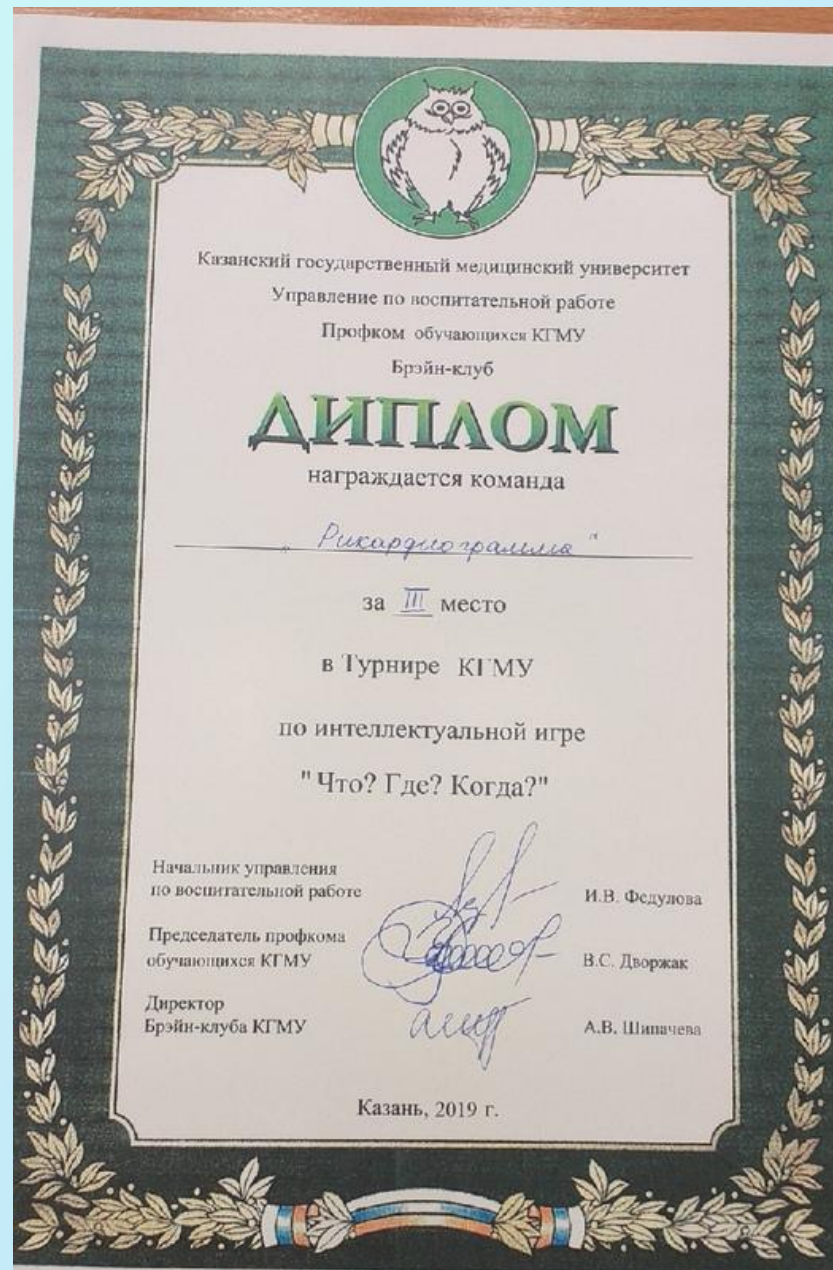 Казанский государственный медицинский университет
Управление по воспитательной работе
Профком обучающихся КГМУ
Брэйн-клуб
ДИПЛОМ
награждается команда
"Рикардиограмма"
за III место
в Турнире КГМУ
по интеллектуальной игре
"Что? Где? Когда?"
Начальник управления
по воспитательной работе И.В. Федулова
Председатель профкома
обучающихся КГМУ В.С. Дворжак
Директор
Брэйн-клуба КГМУ А.В. Шипачева
Казань, 2019 г.